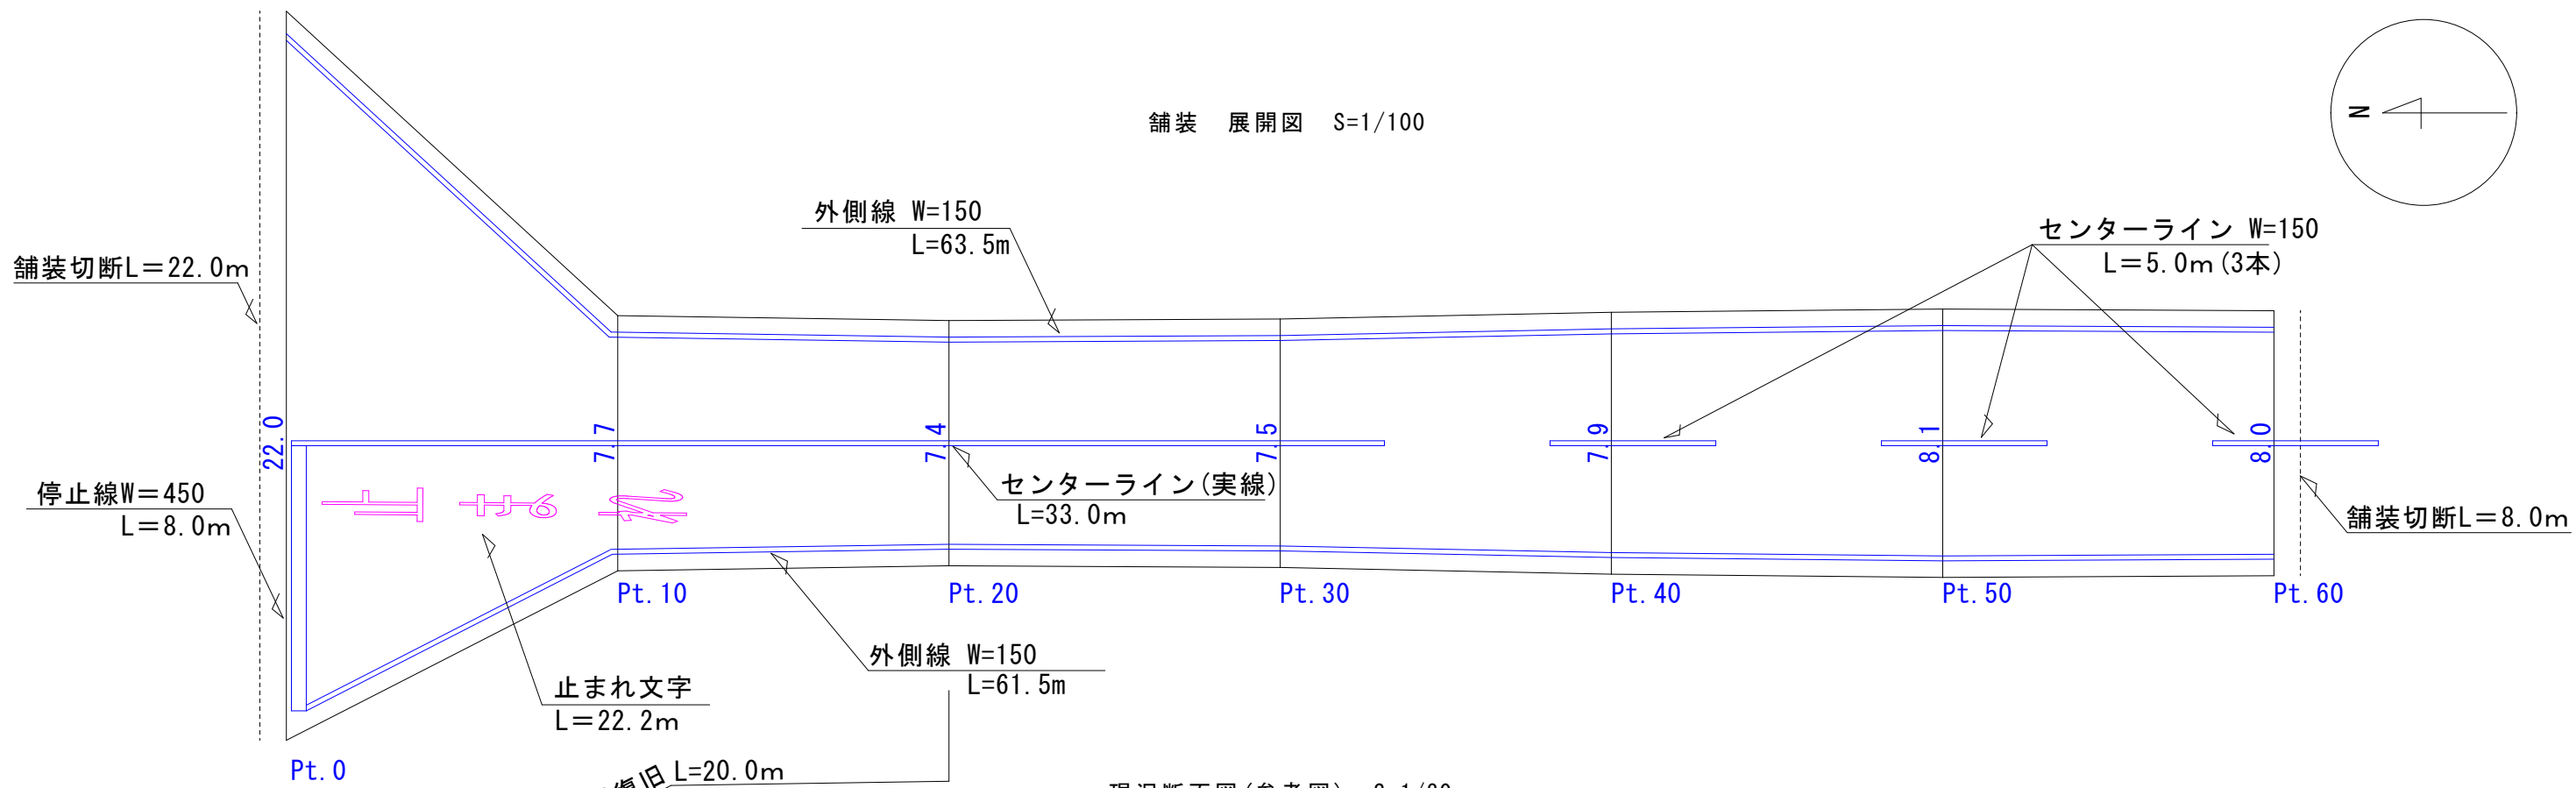 舗装 展開図 S=1/100
N
外側線 W=150
L=63.5m
センターライン W=150
L=5.0m(3本)
舗装切断L=22.0m
22.0
7.7
7.4
7.5
7.9
8.1
8.0
停止線W=450
L=8.0m
止まれ
センターライン(実線)
L=33.0m
舗装切断L=8.0m
Pt.10
Pt.20
Pt.30
Pt.40
Pt.50
Pt.60
外側線 W=150
L=61.5m
止まれ文字
L=22.2m
Pt.0
復旧 L=20.0m